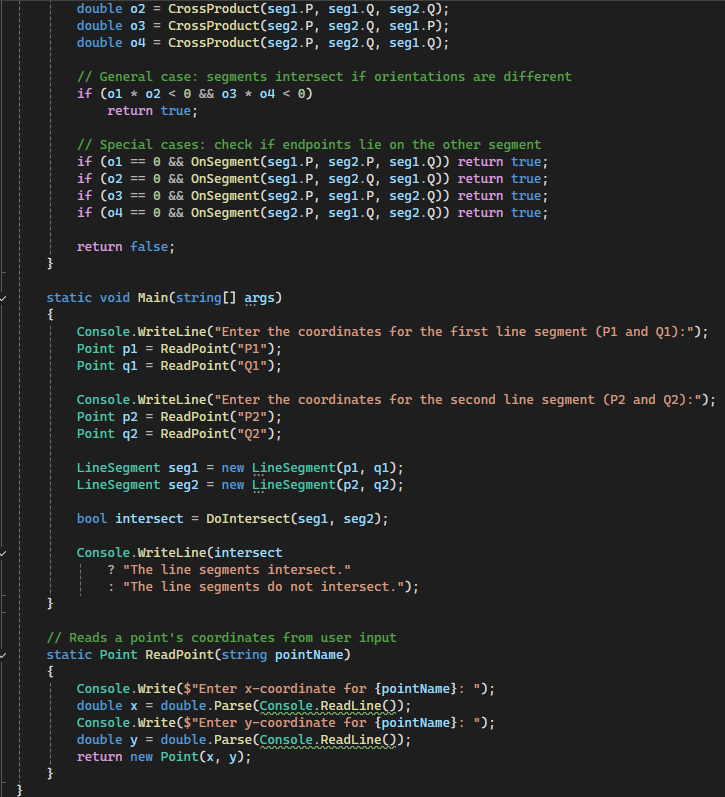 double o2 = CrossProduct(seg1.P, seg1.Q, seg2.Q);
double o3 = CrossProduct(seg2.P, seg2.Q, seg1.P);
double o4 = CrossProduct(seg2.P, seg2.Q, seg1.Q);
// General case: segments intersect if orientations are different
if (o1 * o2 < 0 && o3 * o4 < 0)
return true;
// Special cases: check if endpoints lie on the other segment
if (o1 == 0 && OnSegment(seg1.P, seg2.P, seg1.Q)) return true;
if (o2 == 0 && OnSegment(seg1.P, seg2.Q, seg1.Q)) return true;
if (o3 == 0 && OnSegment(seg2.P, seg1.P, seg2.Q)) return true;
if (o4 == 0 && OnSegment(seg2.P, seg1.Q, seg2.Q)) return true;
return false;
}
static void Main(string[] args)
{
Console.WriteLine("Enter the coordinates for the first line segment (P1 and Q1):");
Point p1 = ReadPoint("P1");
Point q1 = ReadPoint("Q1");
Console.WriteLine("Enter the coordinates for the second line segment (P2 and Q2):");
Point p2 = ReadPoint("P2");
Point q2 = ReadPoint("Q2");
LineSegment seg1 = new LineSegment(p1, q1);
LineSegment seg2 = new LineSegment(p2, q2);
bool intersect = DoIntersect(seg1, seg2);
Console.WriteLine(intersect
? "The line segments intersect."
: "The line segments do not intersect.");
}
// Reads a point's coordinates from user input
static Point ReadPoint(string pointName)
{
Console.Write($"Enter x-coordinate for {pointName}: ");
double x = double.Parse(Console.ReadLine());
Console.Write($"Enter y-coordinate for {pointName}: ");
double y = double.Parse(Console.ReadLine());
return new Point(x, y);
}
}